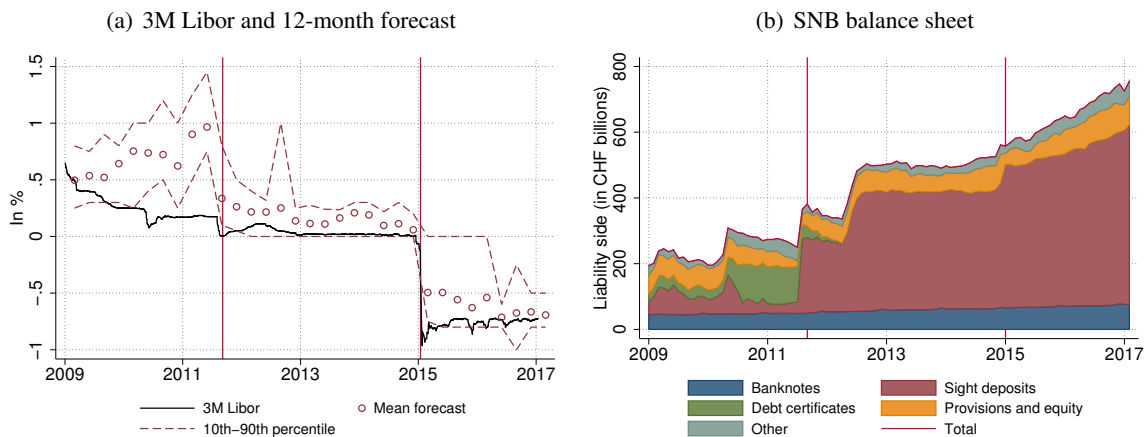 (a) 3M Libor and 12-month forecast
In %
1.5
1
.5
0
-.5
-1
2009 2011 2013 2015 2017
3M Libor Mean forecast
10th-90th percentile
(b) SNB balance sheet
Liability side (in CHF billions)
800
600
400
200
0
2009 2011 2013 2015 2017
Banknotes Sight deposits
Debt certificates Provisions and equity
Other Total